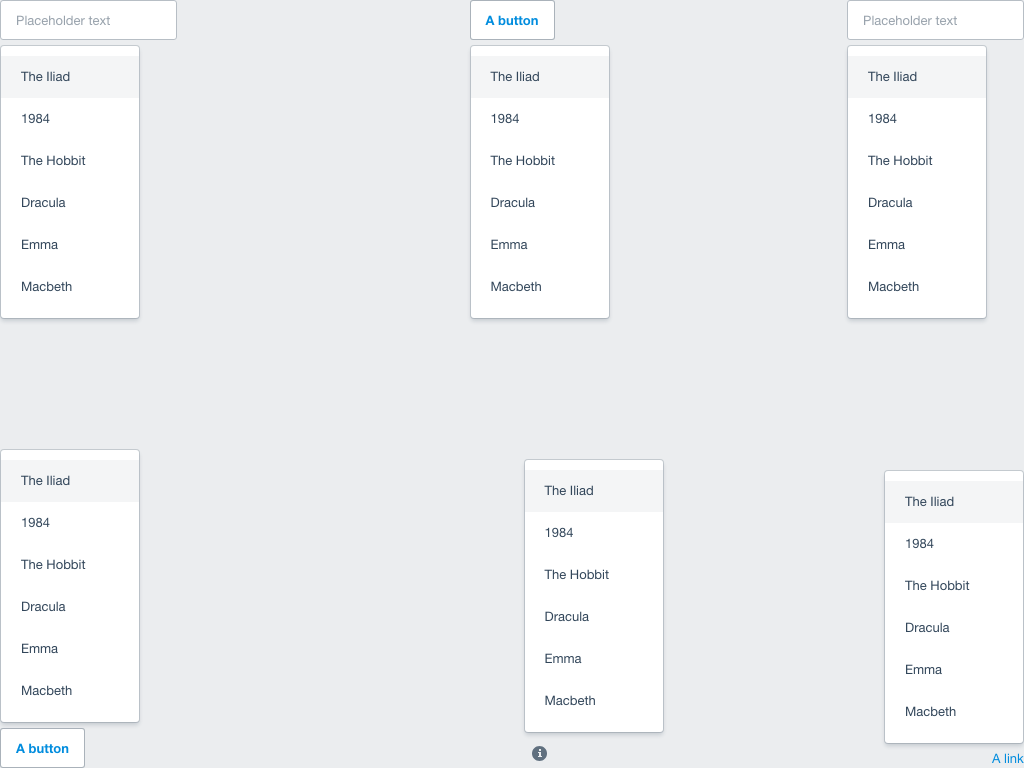 Placeholder text
The Iliad
1984
The Hobbit
Dracula
Emma
Macbeth
A button
The Iliad
1984
The Hobbit
Dracula
Emma
Macbeth
Placeholder text
The Iliad
1984
The Hobbit
Dracula
Emma
Macbeth
The Iliad
1984
The Hobbit
Dracula
Emma
Macbeth
A button
The Iliad
1984
The Hobbit
Dracula
Emma
Macbeth
The Iliad
1984
The Hobbit
Dracula
Emma
Macbeth
A link